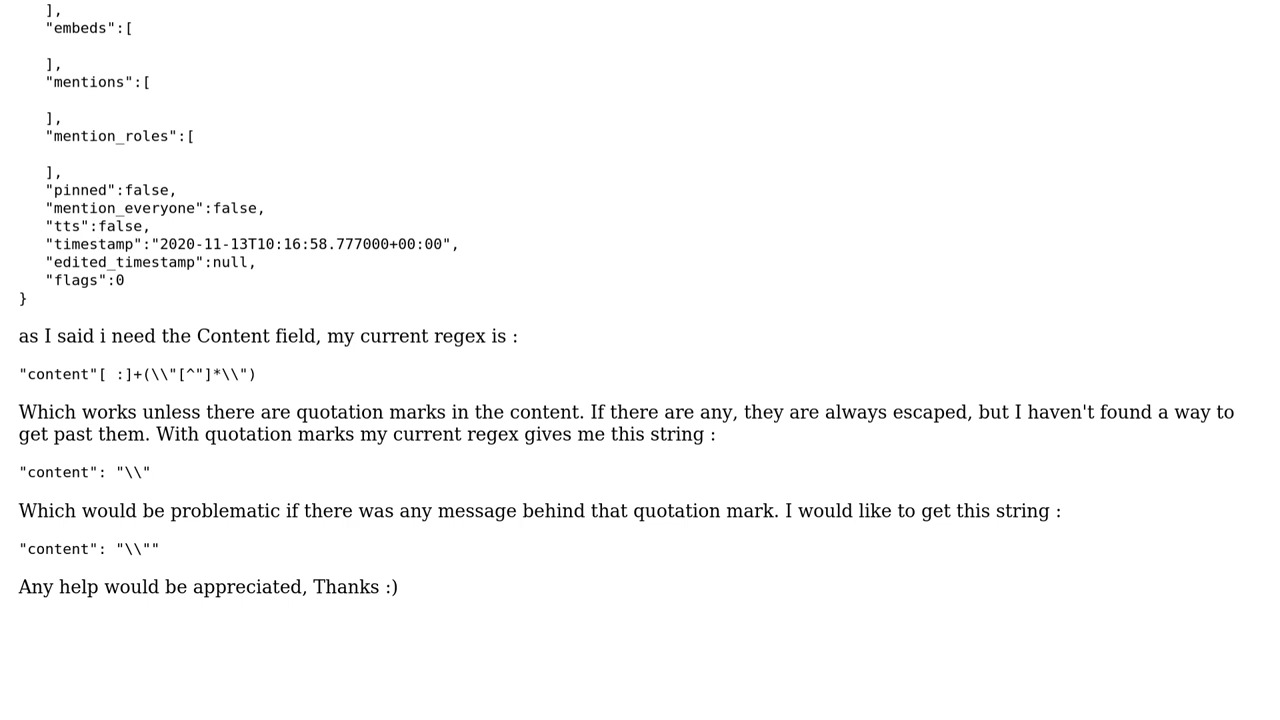 ],
"embeds":[
],
"mentions":[
],
"mention_roles":[
],
"pinned":false,
"mention_everyone":false,
"tts":false,
"timestamp":"2020-11-13T10:16:58.777000+00:00",
"edited_timestamp":null,
"flags":0
}
as I said i need the Content field, my current regex is :
"content"[ :]+(\\"[^"]*\\")
Which works unless there are quotation marks in the content. If there are any, they are always escaped, but I haven't found a way to
get past them. With quotation marks my current regex gives me this string :
"content": "\\"
Which would be problematic if there was any message behind that quotation mark. I would like to get this string :
"content": "\\""
Any help would be appreciated, Thanks :)